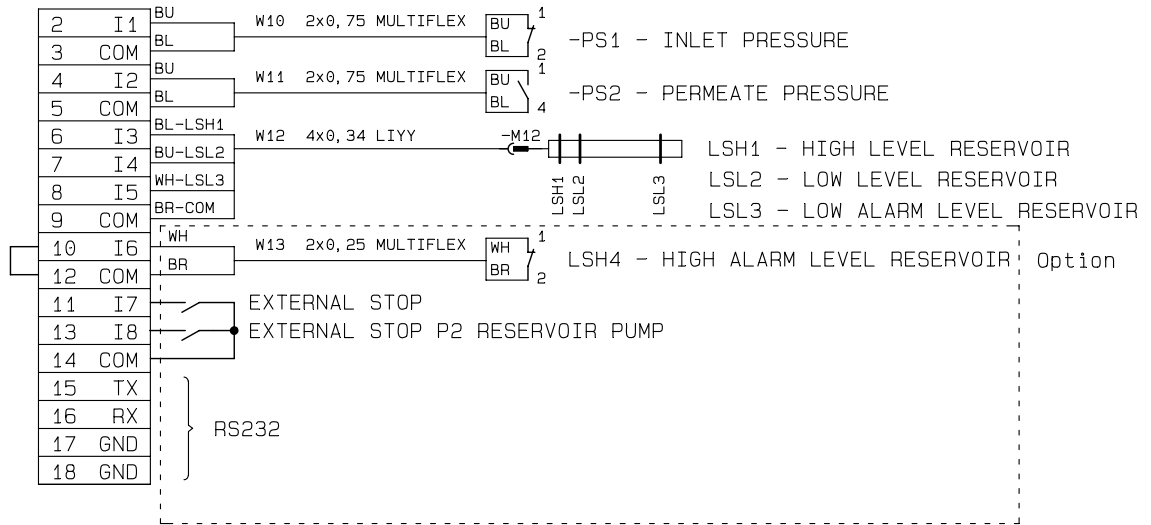 2 I1 BU W10 2x0,75 MULTIFLEX BU 1
3 COM BL BL 2 -PS1 - INLET PRESSURE
4 I2 BU W11 2x0,75 MULTIFLEX BU 1
5 COM BL BL 4 -PS2 - PERMEATE PRESSURE
6 I3 BL-LSH1 W12 4x0,34 LIYY -M12
7 I4 BU-LSL2 LSH1 - HIGH LEVEL RESERVOIR
8 I5 WH-LSL3 LSH1 LSL2 LSL3 LSL2 - LOW LEVEL RESERVOIR
9 COM BR-COM LSL3 - LOW ALARM LEVEL RESERVOIR
10 I6 WH W13 2x0,25 MULTIFLEX WH 1
12 COM BR BR 2 LSH4 - HIGH ALARM LEVEL RESERVOIR Option
11 I7 EXTERNAL STOP
13 I8 EXTERNAL STOP P2 RESERVOIR PUMP
14 COM
15 TX
16 RX
RS232
17 GND
18 GND